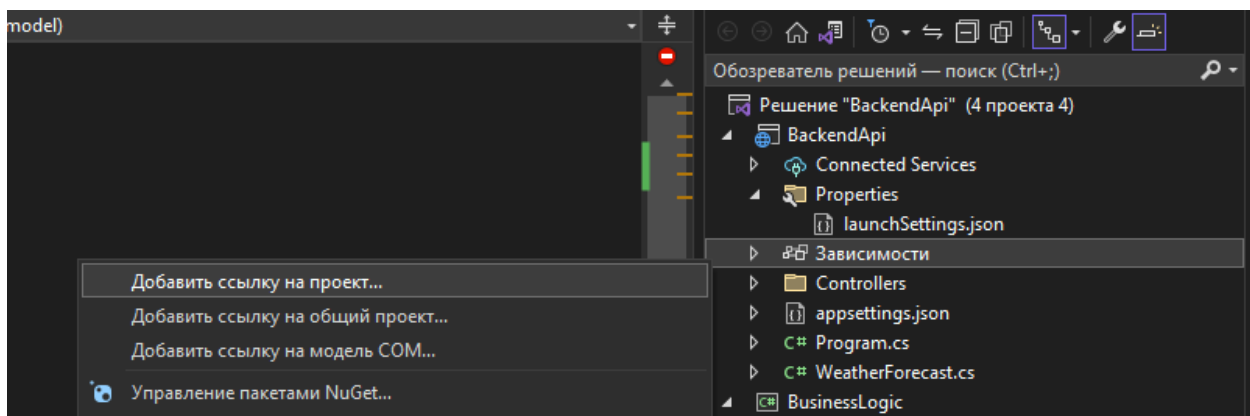 model)
Обозреватель решений — поиск (Ctrl+;)
Решение "BackendApi" (4 проекта 4)
BackendApi
Connected Services
Properties
launchSettings.json
Зависимости
Controllers
appsettings.json
C# Program.cs
C# WeatherForecast.cs
C# BusinessLogic
Добавить ссылку на проект...
Добавить ссылку на общий проект...
Добавить ссылку на модель COM...
Управление пакетами NuGet...